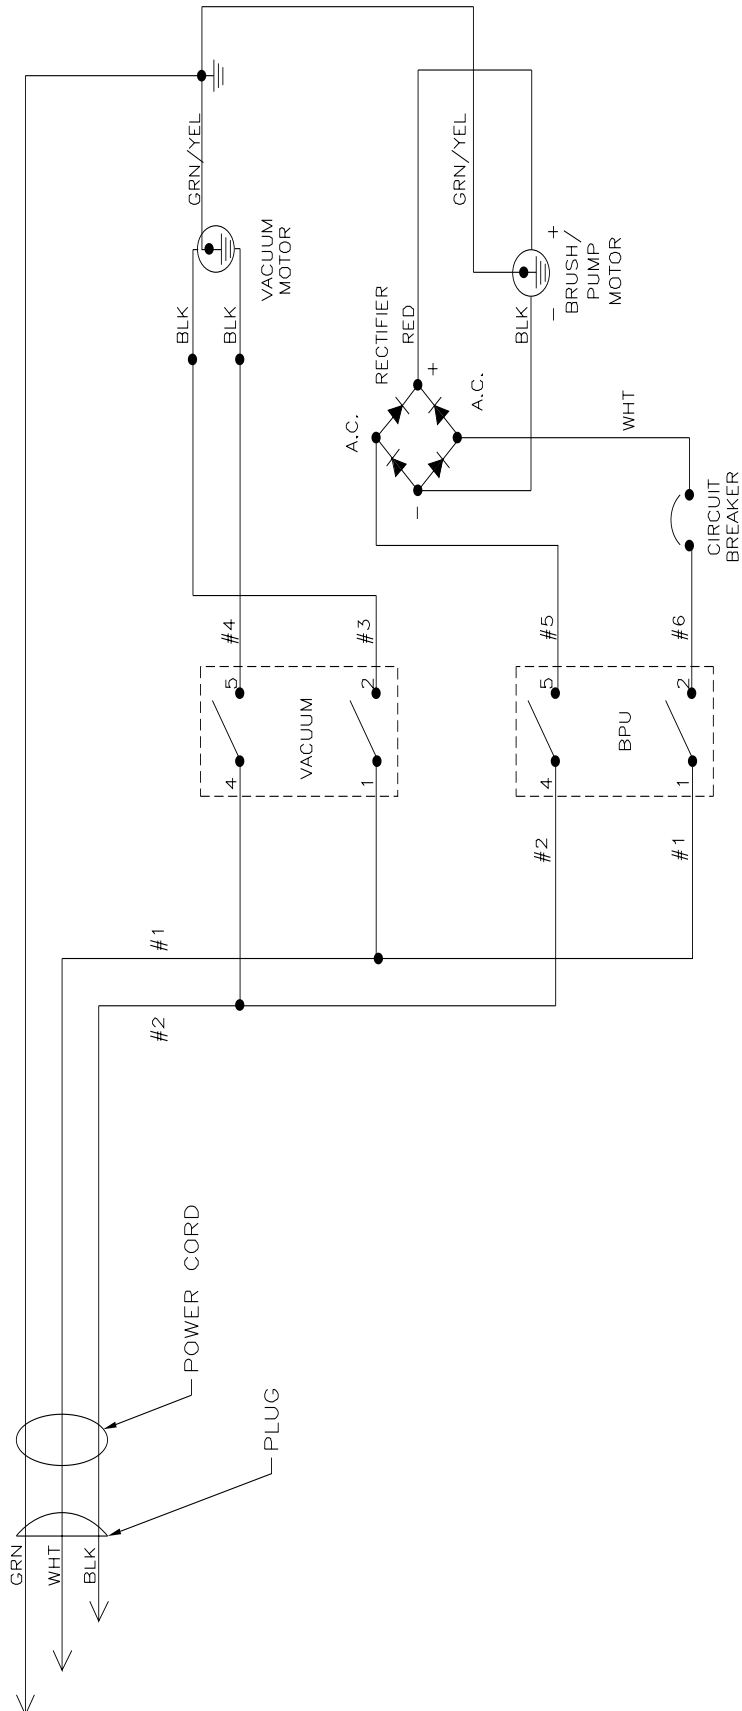 GRN
WHT
BLK
PLUG
POWER CORD
#2
#1
#2
#1
4
5
VACUUM
1
2
4
5
BPU
1
2
#4
#3
#5
#6
CIRCUIT
BREAKER
WHT
A.C.
A.C.
RECTIFIER
−
+
RED
BLK
BLK
BLK
VACUUM
MOTOR
− BRUSH/ +
PUMP
MOTOR
GRN/YEL
GRN/YEL